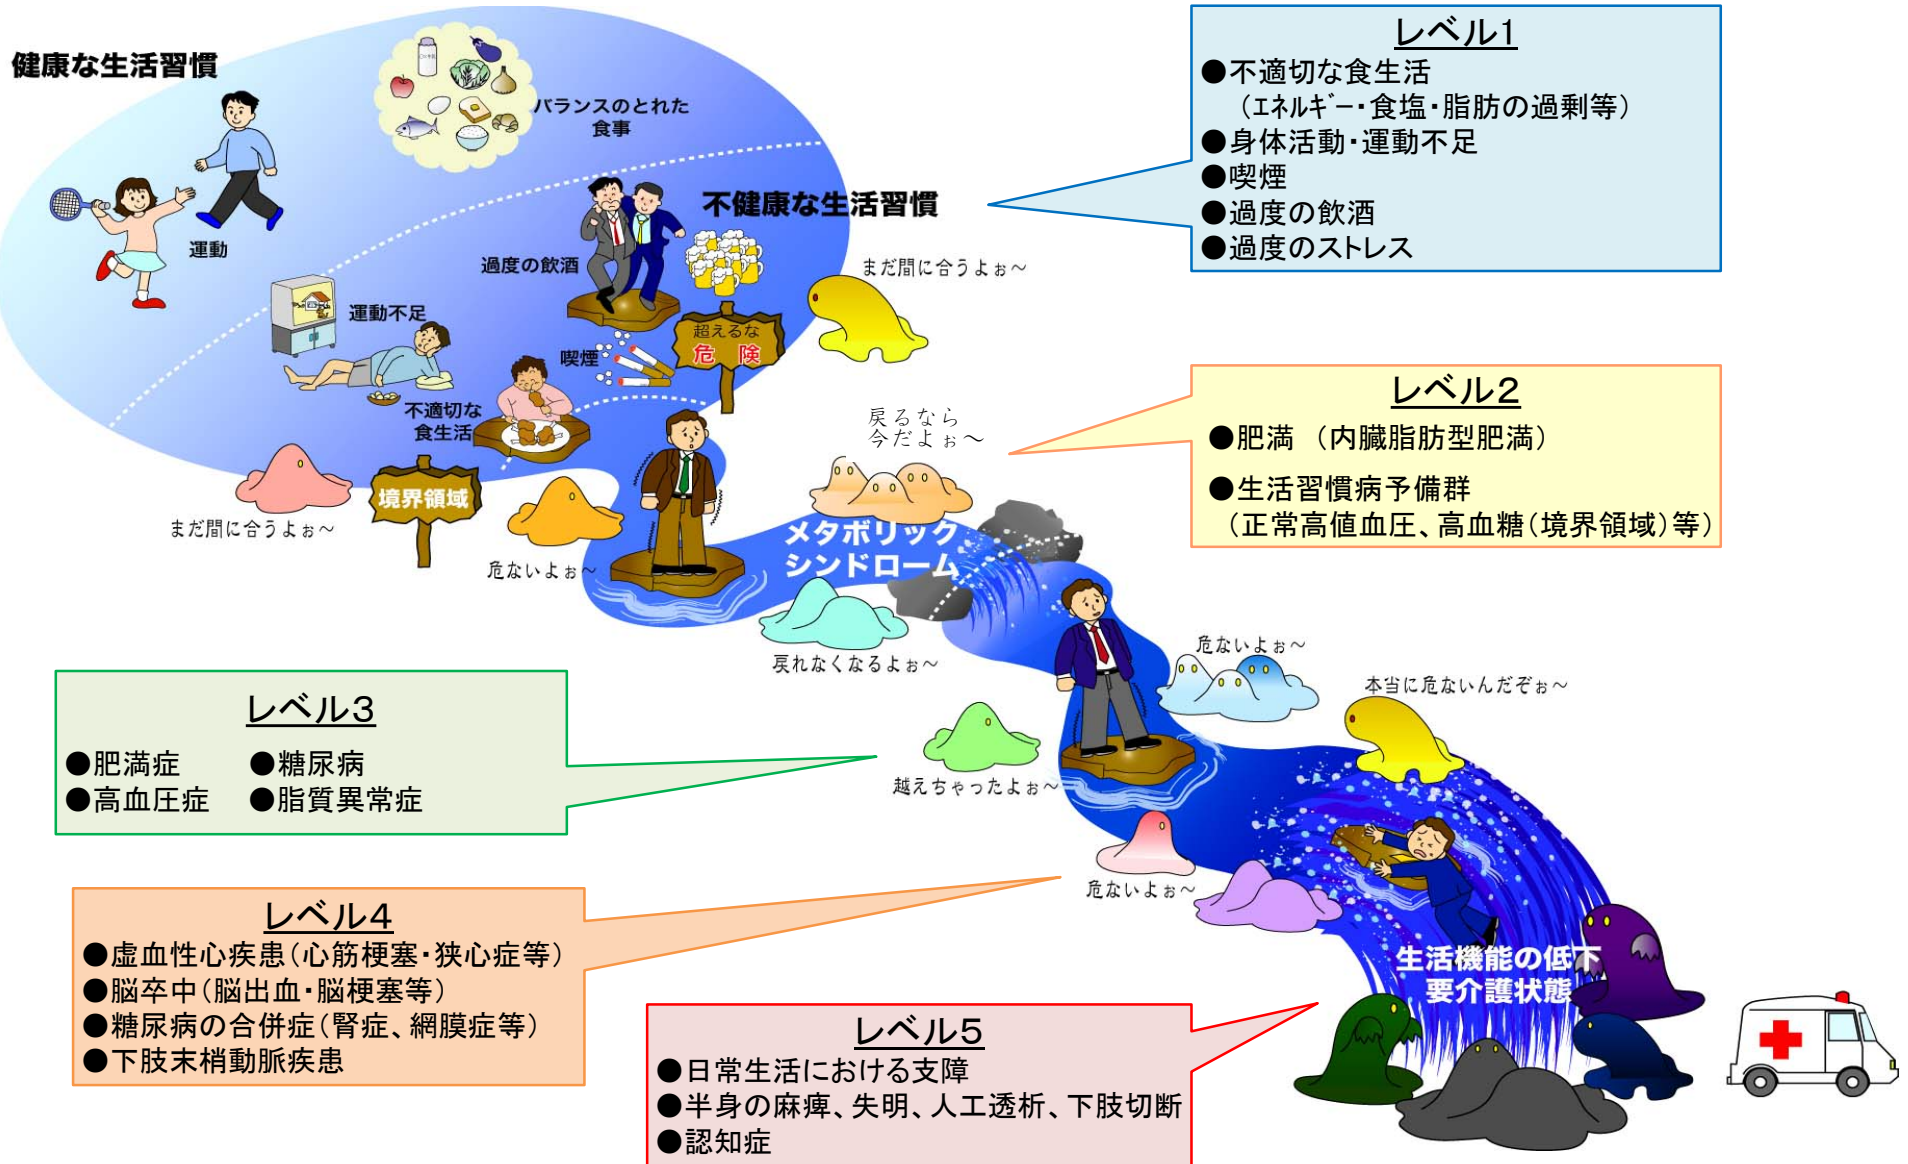 健康な生活習慣
バランスのとれた
食事
運動
不健康な生活習慣
過度の飲酒
運動不足
喫煙
超えるな
危　険
不適切な
食生活
まだ間に合うよぉ～
まだ間に合うよぉ～
境界領域
危ないよぉ～
戻るなら
今だよぉ～
メタボリック
シンドローム
戻れなくなるよぉ～
危ないよぉ～
本当に危ないんだぞぉ～
越えちゃったよぉ～
危ないよぉ～
生活機能の低下
要介護状態
レベル1
●不適切な食生活
（エネルギー・食塩・脂肪の過剰等）
●身体活動・運動不足
●喫煙
●過度の飲酒
●過度のストレス
レベル2
●肥満　（内臓脂肪型肥満）
●生活習慣病予備群
（正常高値血圧、高血糖（境界領域）等）
レベル3
●肥満症　●糖尿病
●高血圧症　●脂質異常症
レベル4
●虚血性心疾患（心筋梗塞・狭心症等）
●脳卒中（脳出血・脳梗塞等）
●糖尿病の合併症（腎症、網膜症等）
●下肢末梢動脈疾患
レベル5
●日常生活における支障
●半身の麻痺、失明、人工透析、下肢切断
●認知症